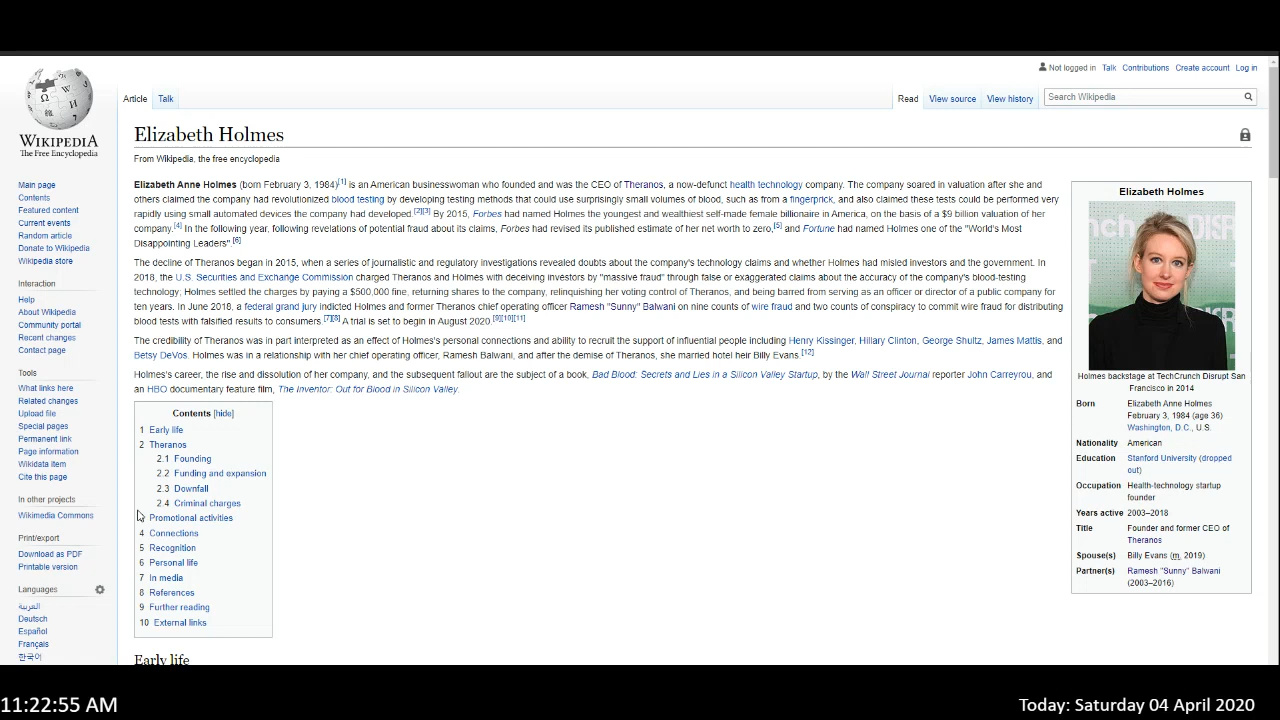 Not logged in Talk Contributions Create account Log in
Article Talk Read View source View history Search Wikipedia
WIKIPEDIA
The Free Encyclopedia
Main page
Contents
Featured content
Current events
Random article
Donate to Wikipedia
Wikipedia store
Interaction
Help
About Wikipedia
Community portal
Recent changes
Contact page
Tools
What links here
Related changes
Upload file
Special pages
Permanent link
Page information
Wikidata item
Cite this page
In other projects
Wikimedia Commons
Print/export
Download as PDF
Printable version
Languages
العربية
Deutsch
Español
Français
한국어
Elizabeth Holmes
From Wikipedia, the free encyclopedia
Elizabeth Anne Holmes (born February 3, 1984)[1] is an American businesswoman who founded and was the CEO of Theranos, a now-defunct health technology company. The company soared in valuation after she and
others claimed the company had revolutionized blood testing by developing testing methods that could use surprisingly small volumes of blood, such as from a fingerprick, and also claimed these tests could be performed very
rapidly using small automated devices the company had developed.[2][3] By 2015, Forbes had named Holmes the youngest and wealthiest self-made female billionaire in America, on the basis of a $9 billion valuation of her
company.[4] In the following year, following revelations of potential fraud about its claims, Forbes had revised its published estimate of her net worth to zero,[5] and Fortune had named Holmes one of the "World's Most
Disappointing Leaders".[6]
The decline of Theranos began in 2015, when a series of journalistic and regulatory investigations revealed doubts about the company's technology claims and whether Holmes had misled investors and the government. In
2018, the U.S. Securities and Exchange Commission charged Theranos and Holmes with deceiving investors by "massive fraud" through false or exaggerated claims about the accuracy of the company's blood-testing
technology; Holmes settled the charges by paying a $500,000 fine, returning shares to the company, relinquishing her voting control of Theranos, and being barred from serving as an officer or director of a public company for
ten years. In June 2018, a federal grand jury indicted Holmes and former Theranos chief operating officer Ramesh "Sunny" Balwani on nine counts of wire fraud and two counts of conspiracy to commit wire fraud for distributing
blood tests with falsified results to consumers.[7][8] A trial is set to begin in August 2020.[9][10][11]
The credibility of Theranos was in part interpreted as an effect of Holmes's personal connections and ability to recruit the support of influential people including Henry Kissinger, Hillary Clinton, George Shultz, James Mattis, and
Betsy DeVos. Holmes was in a relationship with her chief operating officer, Ramesh Balwani, and after the demise of Theranos, she married hotel heir Billy Evans.[12]
Holmes's career, the rise and dissolution of her company, and the subsequent fallout are the subject of a book, Bad Blood: Secrets and Lies in a Silicon Valley Startup, by the Wall Street Journal reporter John Carreyrou, and
an HBO documentary feature film, The Inventor: Out for Blood in Silicon Valley.
Contents [hide]
1 Early life
2 Theranos
2.1 Founding
2.2 Funding and expansion
2.3 Downfall
2.4 Criminal charges
Promotional activities
4 Connections
5 Recognition
6 Personal life
7 In media
8 References
9 Further reading
10 External links
Early life
Elizabeth Holmes
Holmes backstage at TechCrunch Disrupt San
Francisco in 2014
Born Elizabeth Anne Holmes
February 3, 1984 (age 36)
Washington, D.C., U.S.
Nationality American
Education Stanford University (dropped
out)
Occupation Health-technology startup
founder
Years active 2003–2018
Title Founder and former CEO of
Theranos
Spouse(s) Billy Evans (m. 2019)
Partner(s) Ramesh "Sunny" Balwani
(2003–2016)
11:22:55 AM
Today: Saturday 04 April 2020